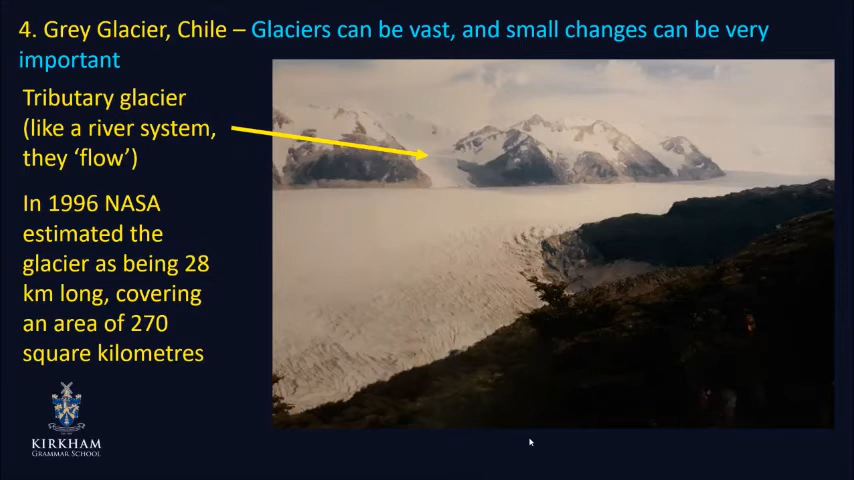 4. Grey Glacier, Chile – Glaciers can be vast, and small changes can be very
important
Tributary glacier
(like a river system,
they ‘flow’)
In 1996 NASA
estimated the
glacier as being 28
km long, covering
an area of 270
square kilometres
KIRKHAM
GRAMMAR SCHOOL